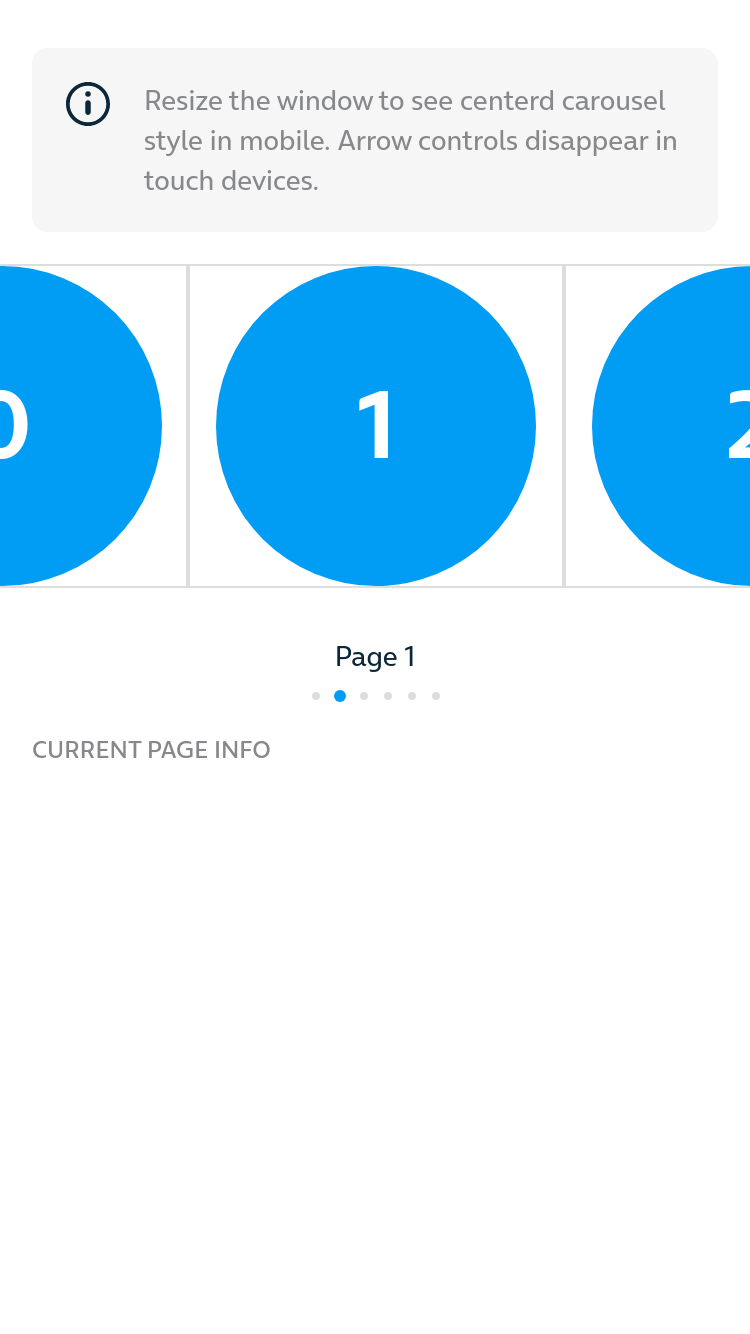 Resize the window to see centerd carousel
style in mobile. Arrow controls disappear in
touch devices.
0 1 2
Page 1
CURRENT PAGE INFO